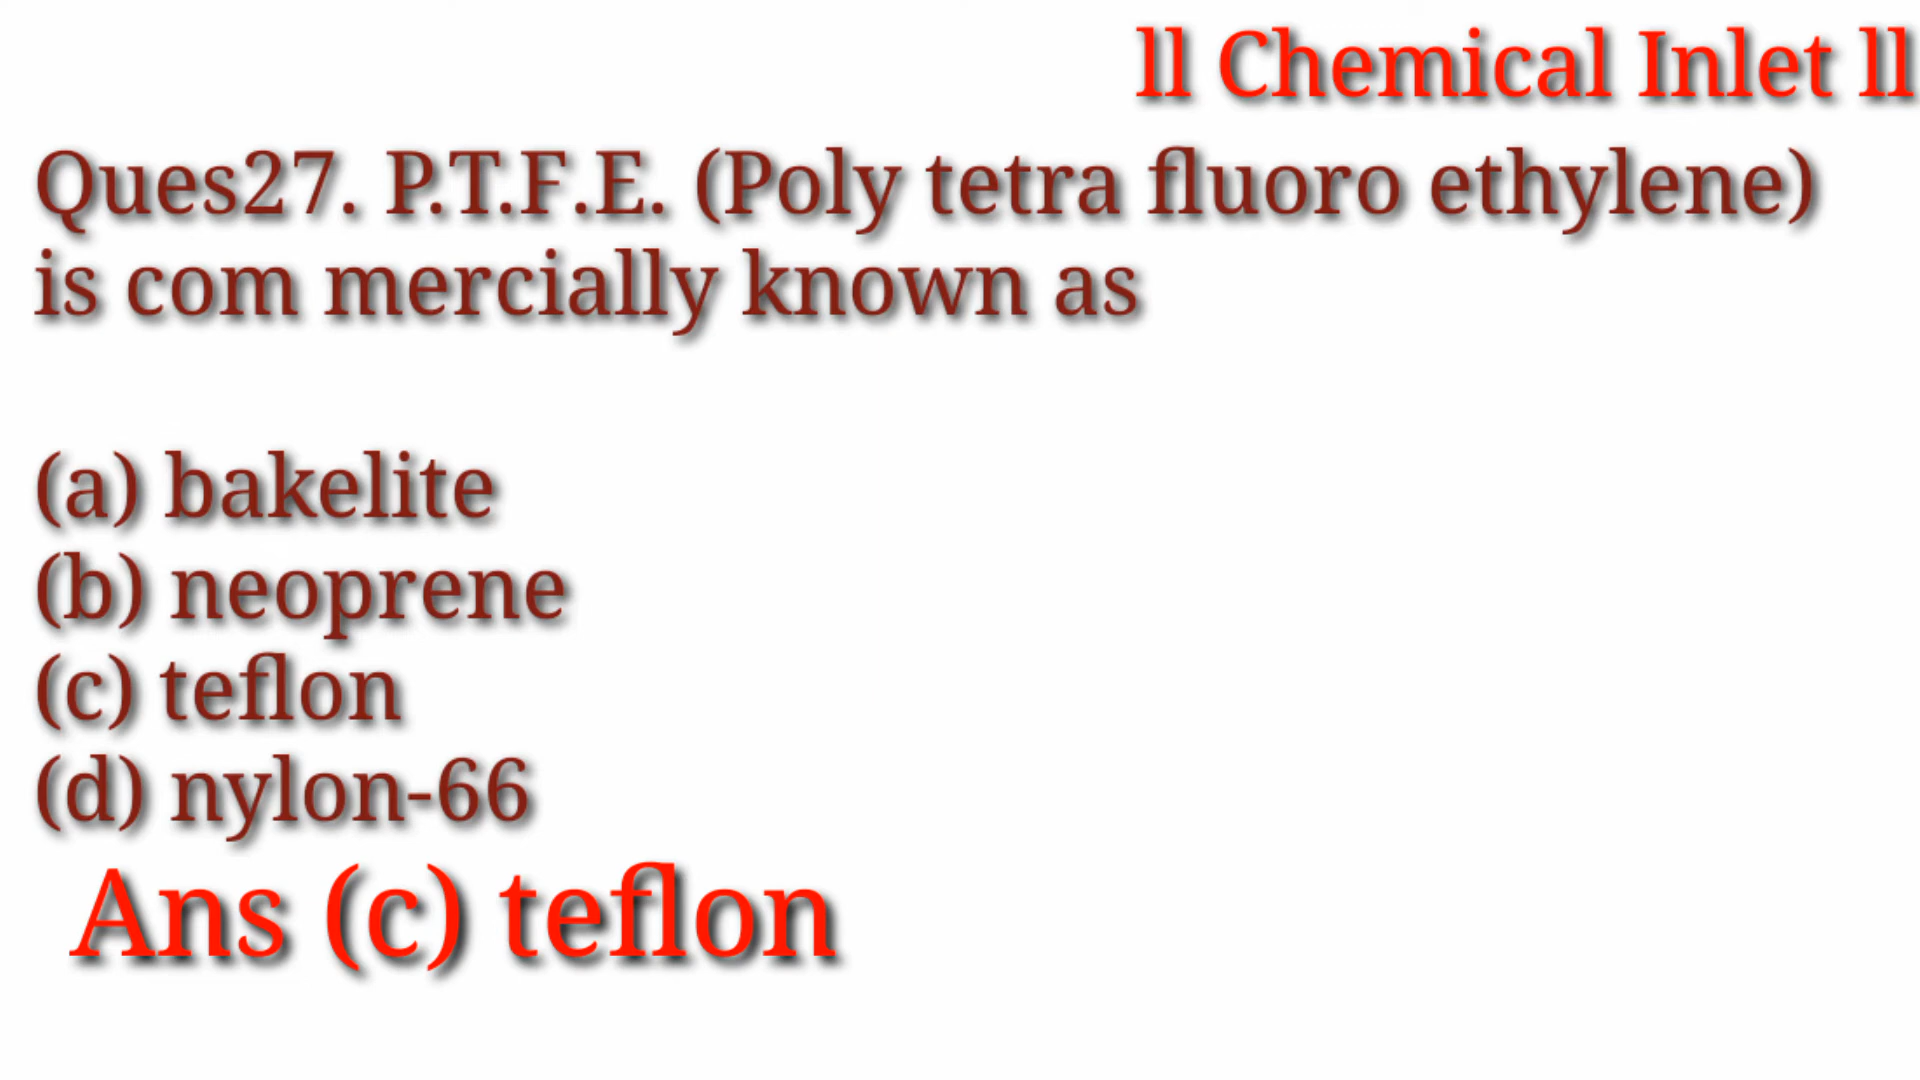 ll Chemical Inlet ll
Ques27. P.T.F.E. (Poly tetra fluoro ethylene)
is com mercially known as
(a) bakelite
(b) neoprene
(c) teflon
(d) nylon-66
Ans (c) teflon